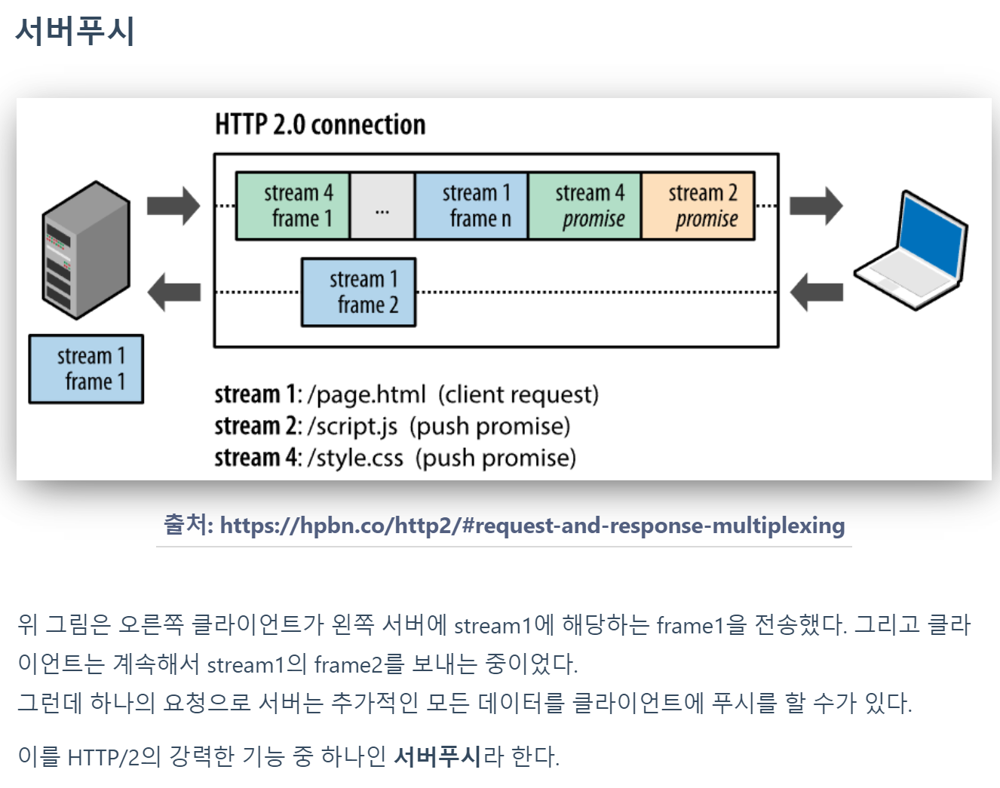 서버푸시
HTTP 2.0 connection
stream 4
frame 1
...
stream 1
frame n
stream 4
promise
stream 2
promise
stream 1
frame 2
stream 1
frame 1
stream 1: /page.html (client request)
stream 2: /script.js (push promise)
stream 4: /style.css (push promise)
출처: https://hpbn.co/http2/#request-and-response-multiplexing
위 그림은 오른쪽 클라이언트가 왼쪽 서버에 stream1에 해당하는 frame1을 전송했다. 그리고 클라
이언트는 계속해서 stream1의 frame2를 보내는 중이었다.
그런데 하나의 요청으로 서버는 추가적인 모든 데이터를 클라이언트에 푸시를 할 수가 있다.
이를 HTTP/2의 강력한 기능 중 하나인 서버푸시라 한다.